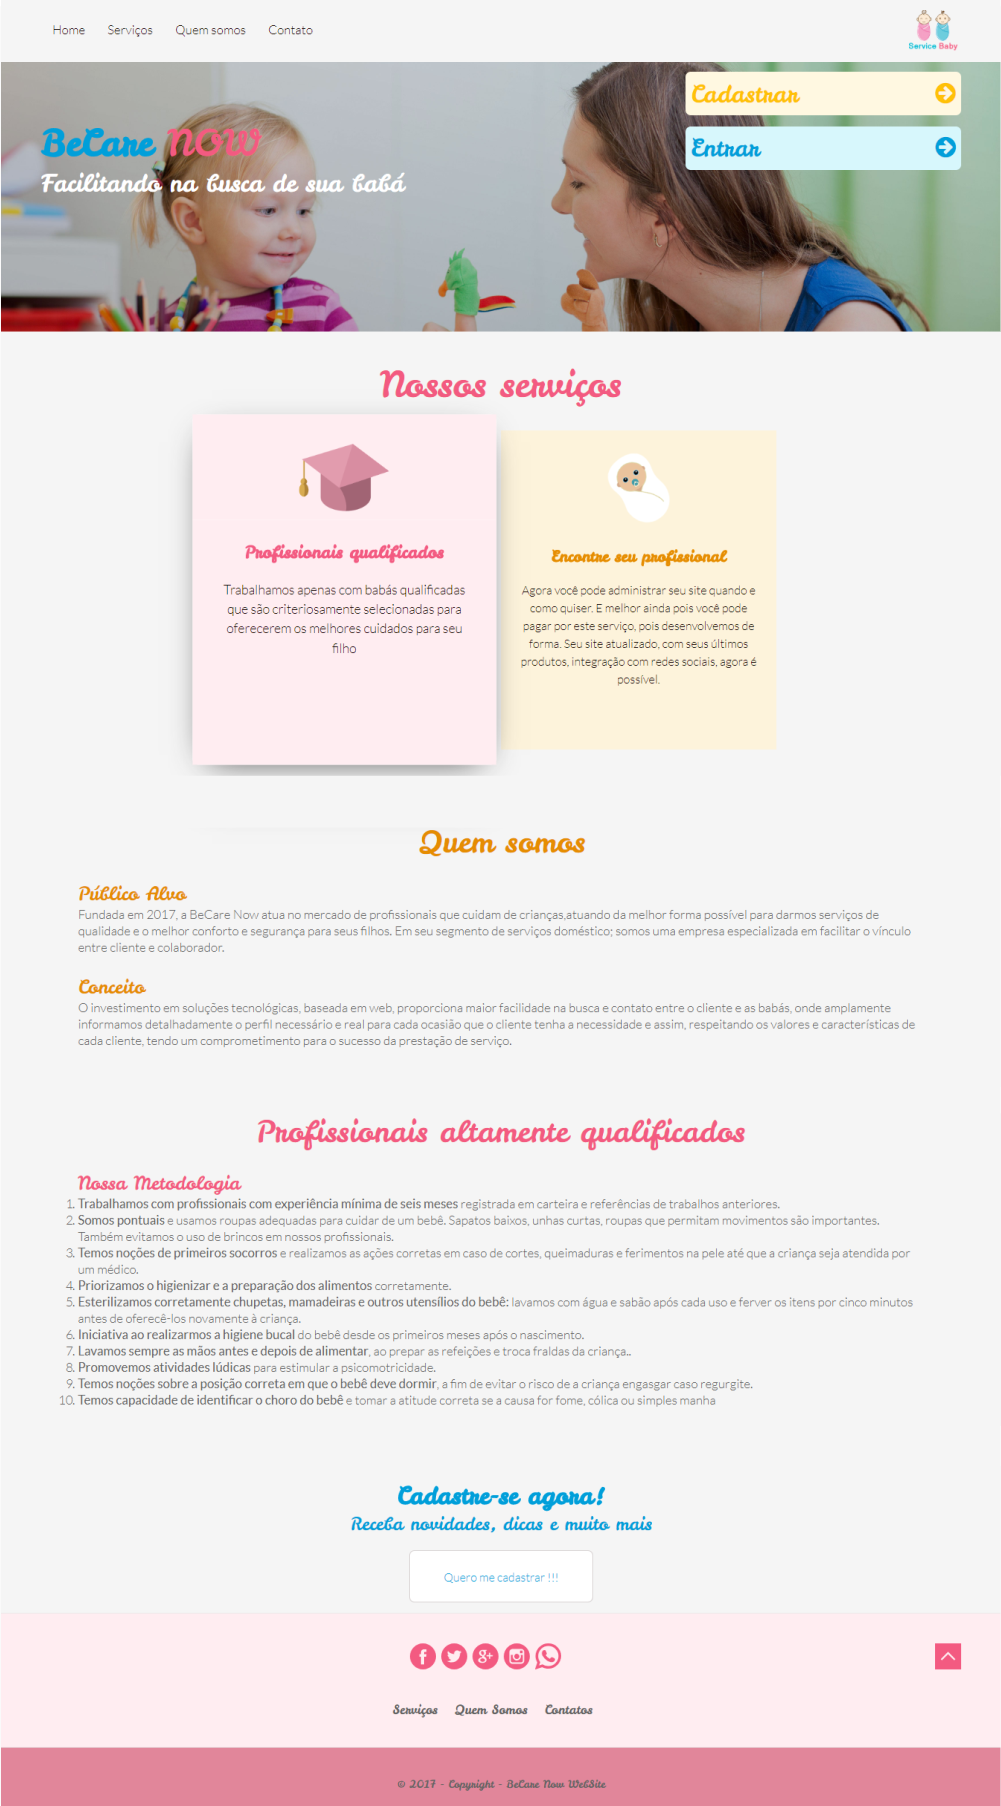 Home Serviços Quem somos Contato
Service Baby
Cadastrar
Entrar
BeCare NOW
Facilitando na busca de sua babá
Nossos serviços
Profissionais qualificados
Trabalhamos apenas com babás qualificadas
que são criteriosamente selecionadas para
oferecerem os melhores cuidados para seu
filho
Encontre seu profissional
Agora você pode administrar seu site quando e
como quiser. E melhor ainda pois você pode
pagar por este serviço, pois desenvolvemos de
forma. Seu site atualizado, com seus últimos
produtos, integração com redes sociais, agora é
possível.
Quem somos
Público Alvo
Fundada em 2017, a BeCare Now atua no mercado de profissionais que cuidam de crianças,atuando da melhor forma possível para darmos serviços de
qualidade e o melhor conforto e segurança para seus filhos. Em seu segmento de serviços doméstico; somos uma empresa especializada em facilitar o vínculo
entre cliente e colaborador.
Conceito
O investimento em soluções tecnológicas, baseada em web, proporciona maior facilidade na busca e contato entre o cliente e as babás, onde amplamente
informamos detalhadamente o perfil necessário e real para cada ocasião que o cliente tenha a necessidade e assim, respeitando os valores e características de
cada cliente, tendo um comprometimento para o sucesso da prestação de serviço.
Profissionais altamente qualificados
Nossa Metodologia
1. Trabalhamos com profissionais com experiência mínima de seis meses registrada em carteira e referências de trabalhos anteriores.
2. Somos pontuais e usamos roupas adequadas para cuidar de um bebê. Sapatos baixos, unhas curtas, roupas que permitam movimentos são importantes.
Também evitamos o uso de brincos em nossos profissionais.
3. Temos noções de primeiros socorros e realizamos as ações corretas em caso de cortes, queimaduras e ferimentos na pele até que a criança seja atendida por
um médico.
4. Priorizamos o higienizar e a preparação dos alimentos corretamente.
5. Esterilizamos corretamente chupetas, mamadeiras e outros utensílios do bebê: lavamos com água e sabão após cada uso e ferver os itens por cinco minutos
antes de oferecê-los novamente à criança.
6. Iniciativa ao realizarmos a higiene bucal do bebê desde os primeiros meses após o nascimento.
7. Lavamos sempre as mãos antes e depois de alimentar, ao prepar as refeições e troca fraldas da criança..
8. Promovemos atividades lúdicas para estimular a psicomotricidade.
9. Temos noções sobre a posição correta em que o bebê deve dormir, a fim de evitar o risco de a criança engasgar caso regurgite.
10. Temos capacidade de identificar o choro do bebê e tomar a atitude correta se a causa for fome, cólica ou simples manha
Cadastre-se agora!
Receba novidades, dicas e muito mais
Quero me cadastrar !!!
Serviços Quem Somos Contatos
© 2017 - Copyright - BeCare Now WebSite